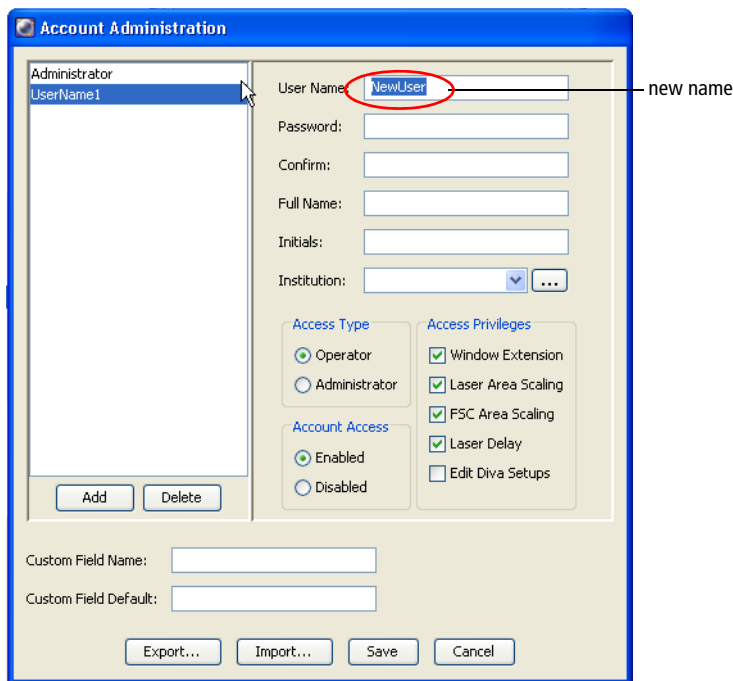 Account Administration
Administrator
UserName1
User Name: NewUser
new name
Password:
Confirm:
Full Name:
Initials:
Institution: ...
Access Type
Operator
Administrator
Account Access
Enabled
Disabled
Access Privileges
Window Extension
Laser Area Scaling
FSC Area Scaling
Laser Delay
Edit Diva Setups
Add Delete
Custom Field Name:
Custom Field Default:
Export... Import... Save Cancel